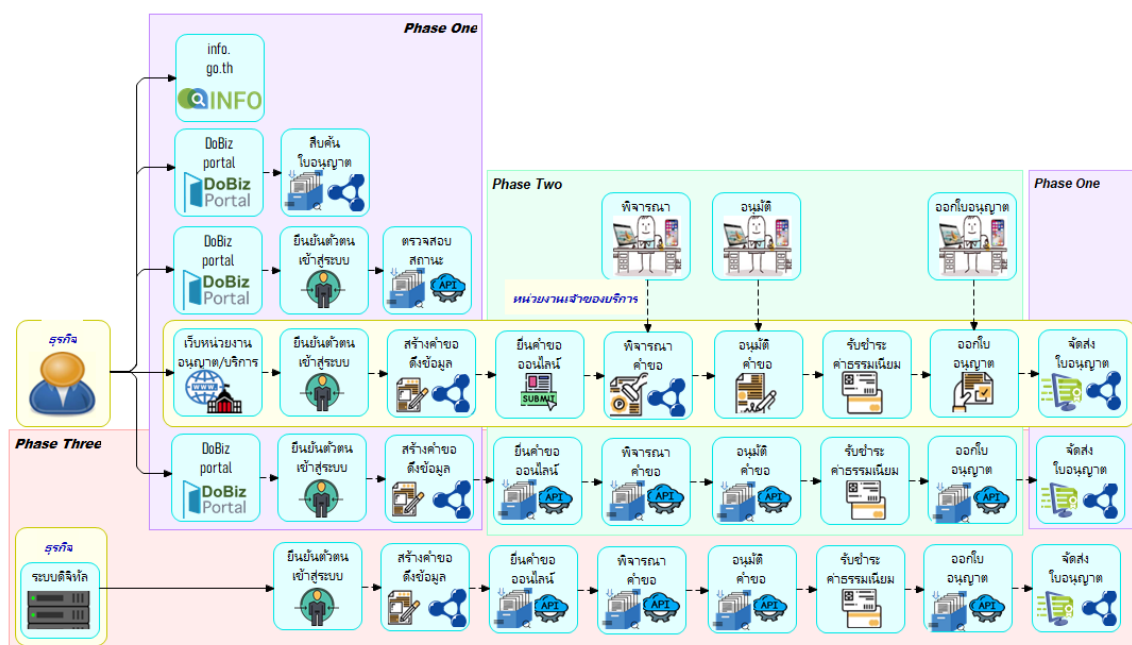 Phase One
info.
go.th
INFO
DoBiz
portal
DoBiz
Portal
สืบค้น
ใบอนุญาต
Phase Two
Phase One
พิจารณา
อนุมัติ
ออกใบอนุญาต
DoBiz
portal
DoBiz
Portal
ยืนยันตัวตน
เข้าสู่ระบบ
ตรวจสอบ
สถานะ
API
หน่วยงานเจ้าของบริการ
ธุรกิจ
เว็บหน่วยงาน
อนุญาต/บริการ
WWW
ยืนยันตัวตน
เข้าสู่ระบบ
สร้างคำขอ
ดึงข้อมูล
ยื่นคำขอ
ออนไลน์
SUBMIT
พิจารณา
คำขอ
อนุมัติ
คำขอ
รับชำระ
ค่าธรรมเนียม
ออกใบ
อนุญาต
จัดส่ง
ใบอนุญาต
Phase Three
DoBiz
portal
DoBiz
Portal
ยืนยันตัวตน
เข้าสู่ระบบ
สร้างคำขอ
ดึงข้อมูล
ยื่นคำขอ
ออนไลน์
API
พิจารณา
คำขอ
API
อนุมัติ
คำขอ
API
รับชำระ
ค่าธรรมเนียม
ออกใบ
อนุญาต
API
จัดส่ง
ใบอนุญาต
ธุรกิจ
ระบบดิจิทัล
ยืนยันตัวตน
เข้าสู่ระบบ
สร้างคำขอ
ดึงข้อมูล
ยื่นคำขอ
ออนไลน์
API
พิจารณา
คำขอ
API
อนุมัติ
คำขอ
API
รับชำระ
ค่าธรรมเนียม
ออกใบ
อนุญาต
API
จัดส่ง
ใบอนุญาต